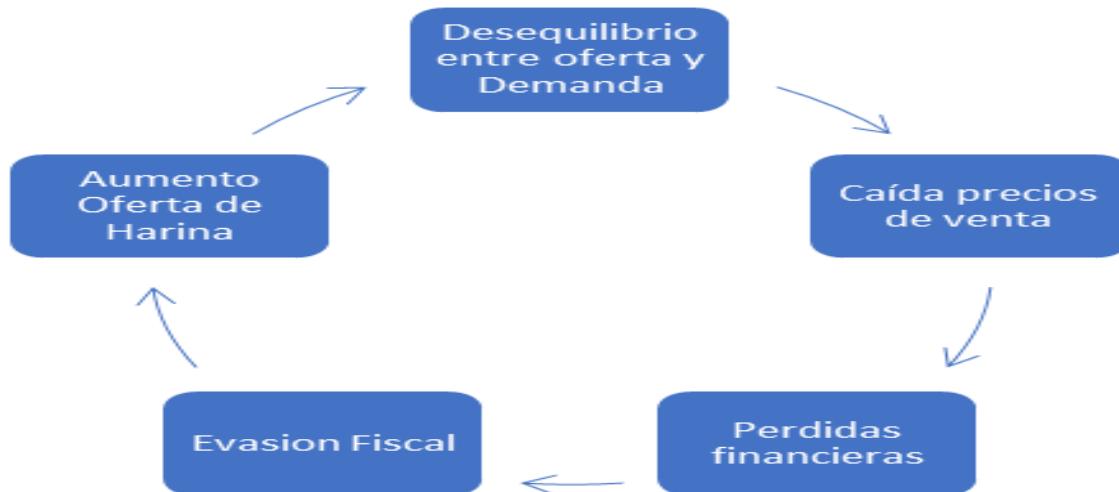 Desequilibrio
entre oferta y
Demanda
Caída precios
de venta
Perdidas
financieras
Evasion Fiscal
Aumento
Oferta de
Harina